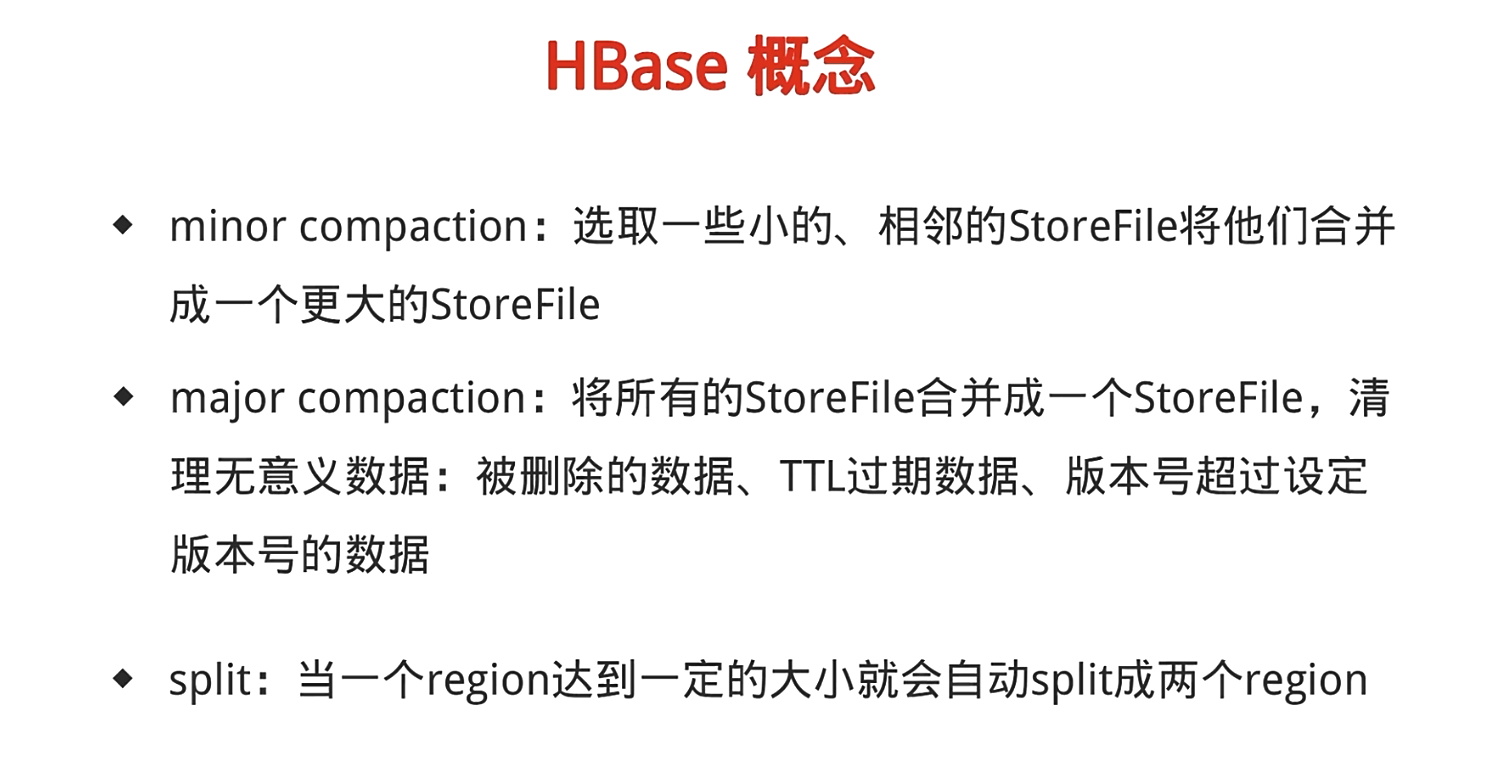 HBase 概念
◆ minor compaction：选取一些小的、相邻的StoreFile将他们合并
成一个更大的StoreFile
◆ major compaction：将所有的StoreFile合并成一个StoreFile，清
理无意义数据：被删除的数据、TTL过期数据、版本号超过设定
版本号的数据
◆ split：当一个region达到一定的大小就会自动split成两个region